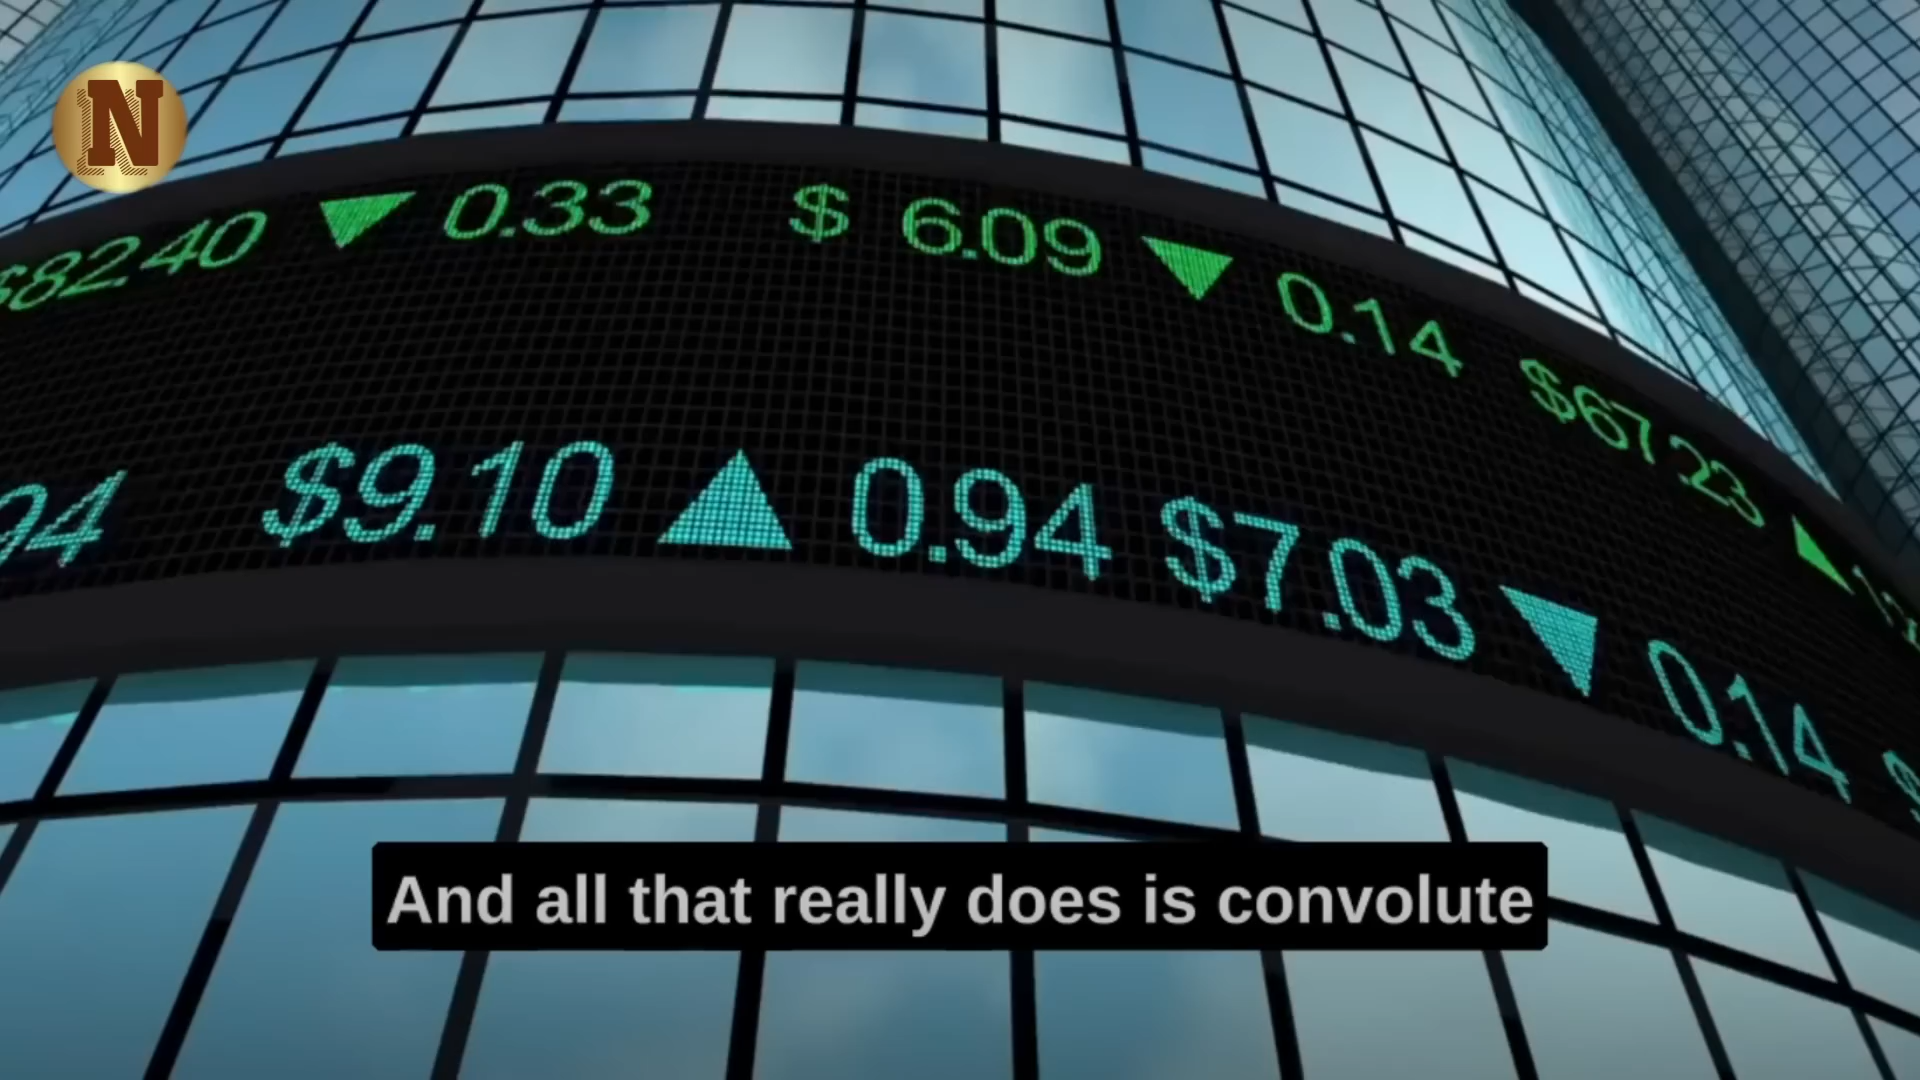 N
$82.40 ▼ 0.33 $ 6.09 ▼ 0.14 $67.23
94 $9.10 ▲ 0.94 $7.03 ▼ 0.14 $
And all that really does is convolute